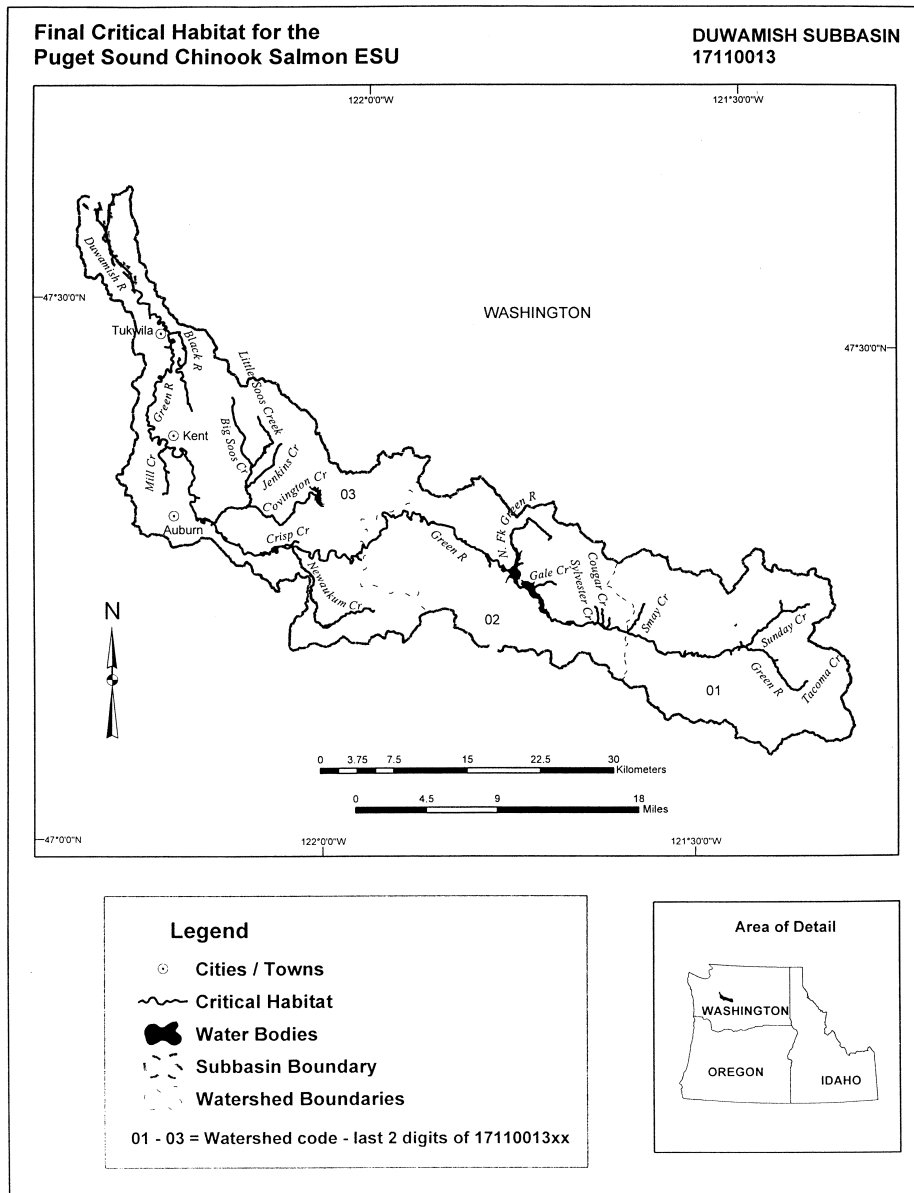 Final Critical Habitat for the
Puget Sound Chinook Salmon ESU
DUWAMISH SUBBASIN
17110013
122°0'0"W
121°30'0"W
Duwamish R
47°30'0"N
WASHINGTON
Tukwila
Black R
47°30'0"N
Little Soos Creek
Green R
Kent
Big Soos Cr
Jenkins Cr
Mill Cr
Covington Cr
03
Auburn
Crisp Cr
Green R
N. Fk Green R
Newaukum Cr
Gale Cr
Sylvester Cr
Cougar Cr
Smay Cr
02
Sunday Cr
Green R
Tacoma Cr
01
N
0 3.75 7.5 15 22.5 30
Kilometers
0 4.5 9 18
Miles
47°0'0"N
122°0'0"W
121°30'0"W
Legend
Cities / Towns
Critical Habitat
Water Bodies
Subbasin Boundary
Watershed Boundaries
01 - 03 = Watershed code - last 2 digits of 17110013xx
Area of Detail
WASHINGTON
OREGON
IDAHO